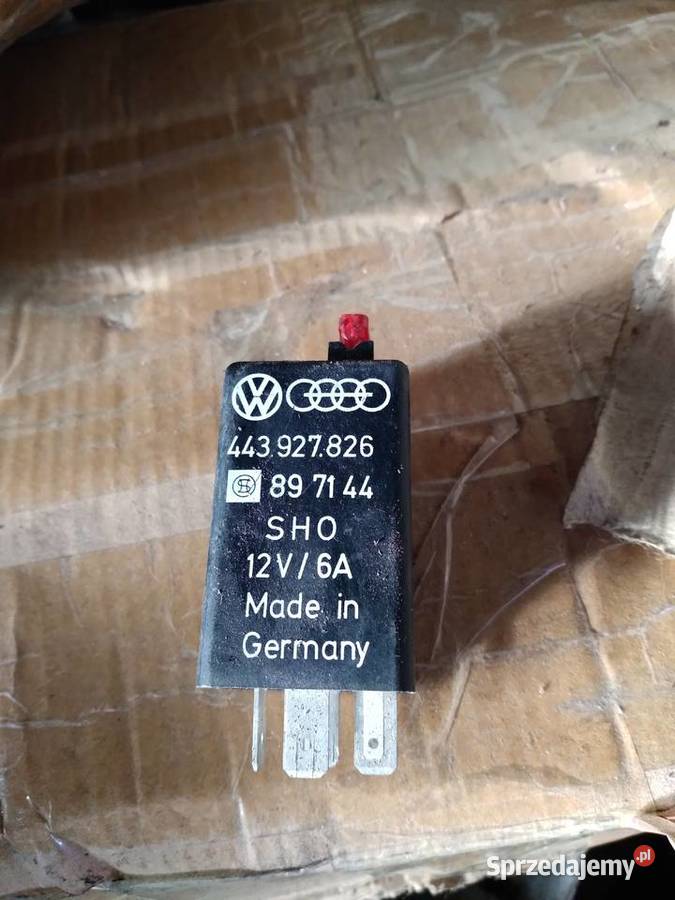 443.927.826
89 71 44
SHO
12V/6A
Made in
Germany
Sprzedajemy.pl